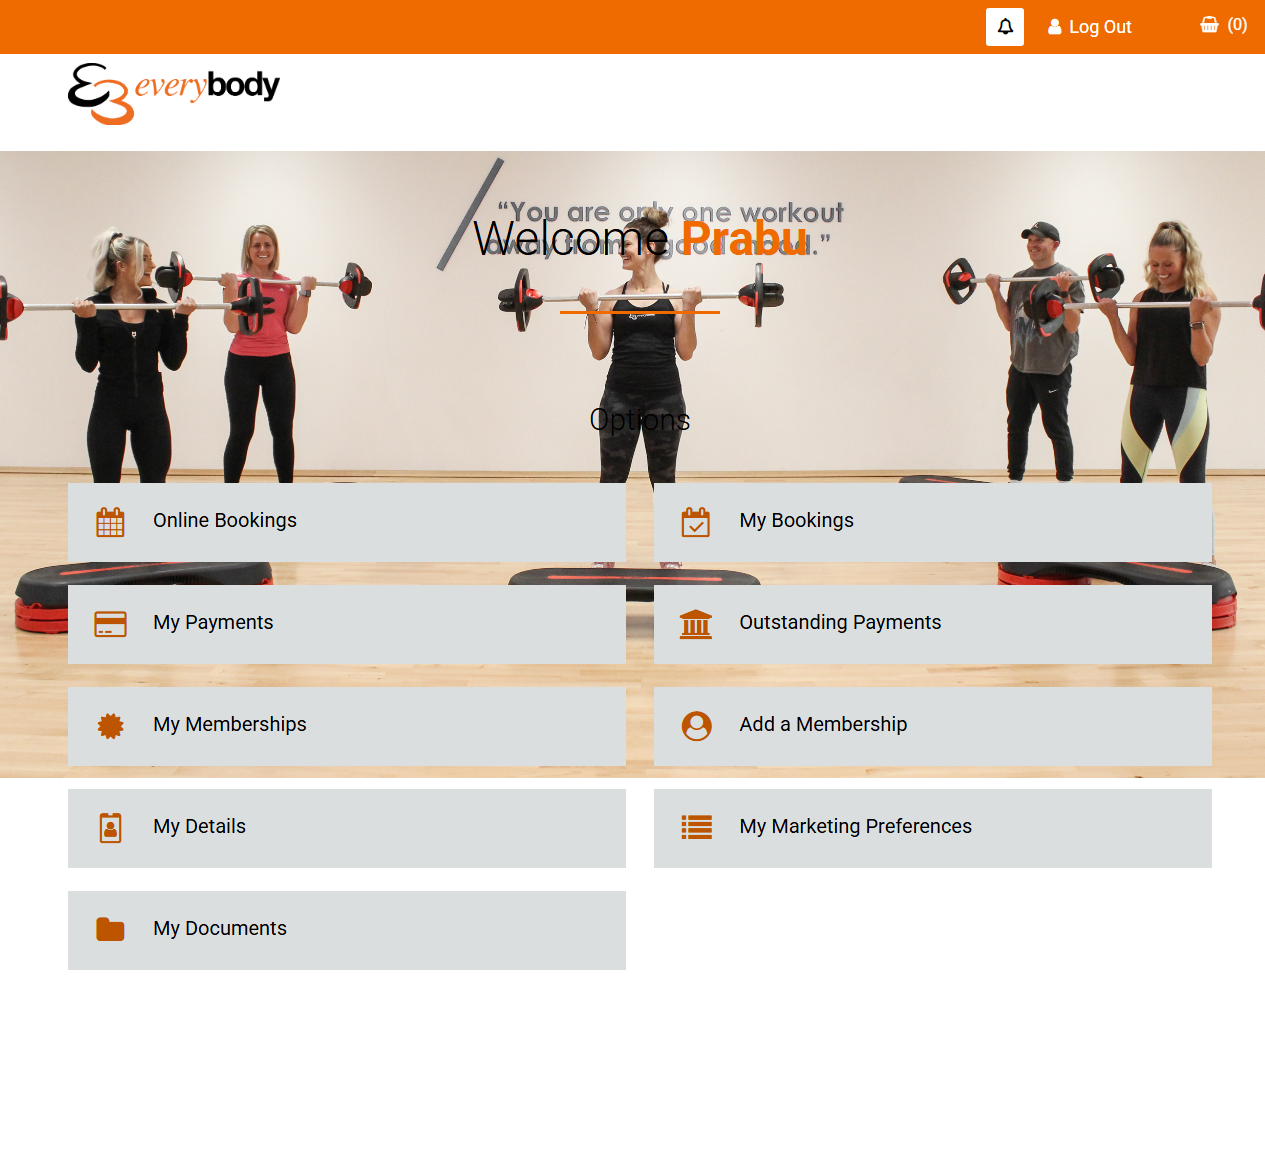 Log Out
(0)
everybody
“You are only one workout
away from a good mood.”
Welcome Prabu
Options
Online Bookings
My Bookings
My Payments
Outstanding Payments
My Memberships
Add a Membership
My Details
My Marketing Preferences
My Documents